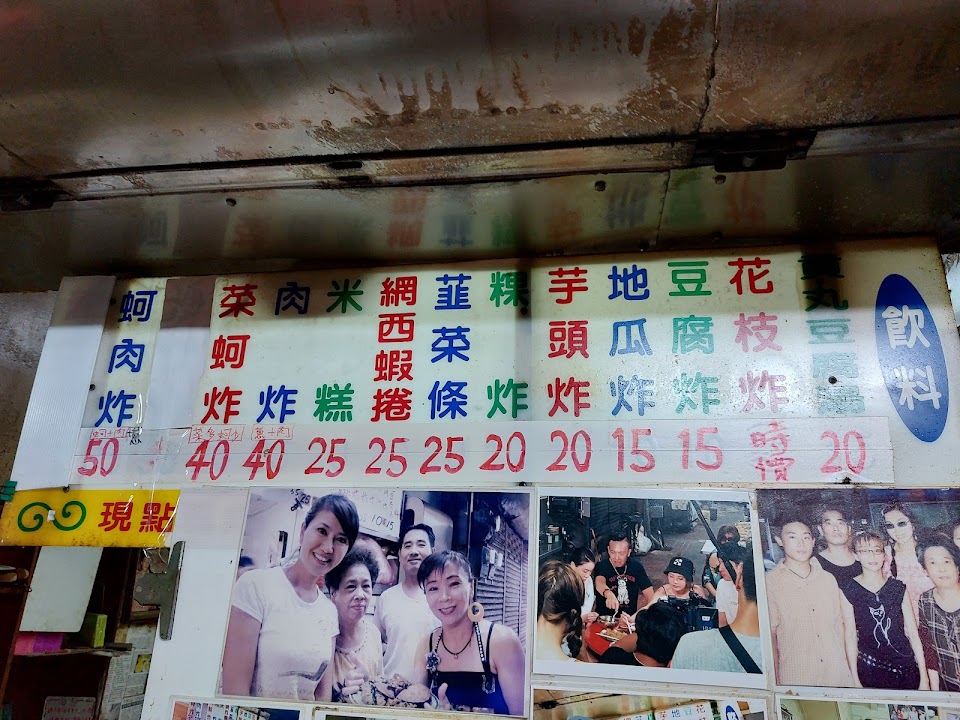 蚵肉炸
菜蚵炸
肉炸
米糕
網西蝦捲
韮菜條
粿炸
芋頭炸
地瓜炸
豆腐炸
花枝炸
飲料
50
40
40
25
25
25
20
20
15
15
時價
20
現點